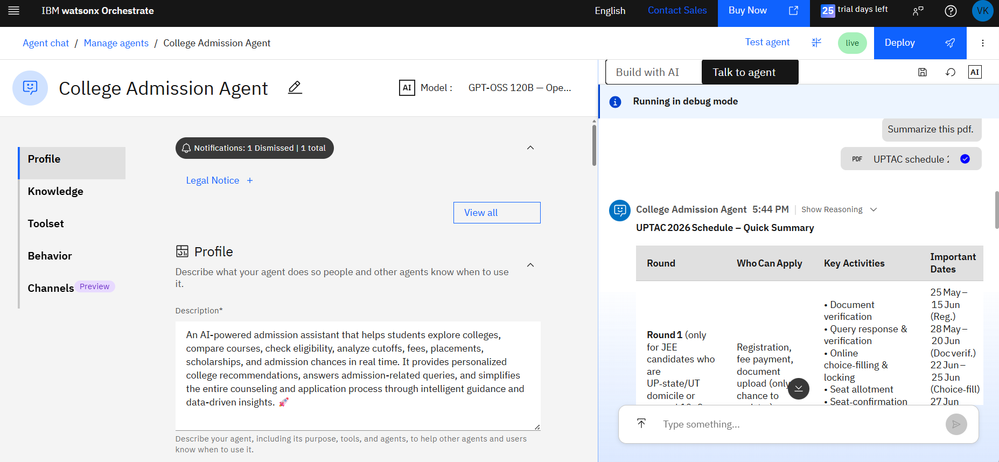 IBM watsonx Orchestrate
English
Contact Sales
Buy Now
25 trial days left
VK
Agent chat / Manage agents / College Admission Agent
Test agent
live
Deploy
College Admission Agent
AI Model : GPT-OSS 120B — Ope...
Build with AI
Talk to agent
AI
Running in debug mode
Profile
Knowledge
Toolset
Behavior
Channels Preview
Notifications: 1 Dismissed | 1 total
Legal Notice +
View all
Profile
Describe what your agent does so people and other agents know when to use
it.
Description*
An AI-powered admission assistant that helps students explore colleges,
compare courses, check eligibility, analyze cutoffs, fees, placements,
scholarships, and admission chances in real time. It provides personalized
college recommendations, answers admission-related queries, and simplifies
the entire counseling and application process through intelligent guidance and
data-driven insights. 🚀
Describe your agent, including its purpose, tools, and agents, to help other agents and users
know when to use it.
Summarize this pdf.
PDF UPTAC schedule
College Admission Agent 5:44 PM | Show Reasoning
UPTAC 2026 Schedule – Quick Summary
Round
Who Can Apply
Key Activities
Important
Dates
Round 1 (only
for JEE
candidates who
are
UP‑state/UT
domicile or
Registration,
fee payment,
document
upload (only
chance to
• Document
verification
• Query response &
verification
• Online
choice‑filling &
locking
• Seat allotment
• Seat‑confirmation
25 May –
15 Jun
(Reg.)
28 May –
20 Jun
(Doc verif.)
22 Jun –
25 Jun
(Choice‑fill)
27 Jun
Type something...